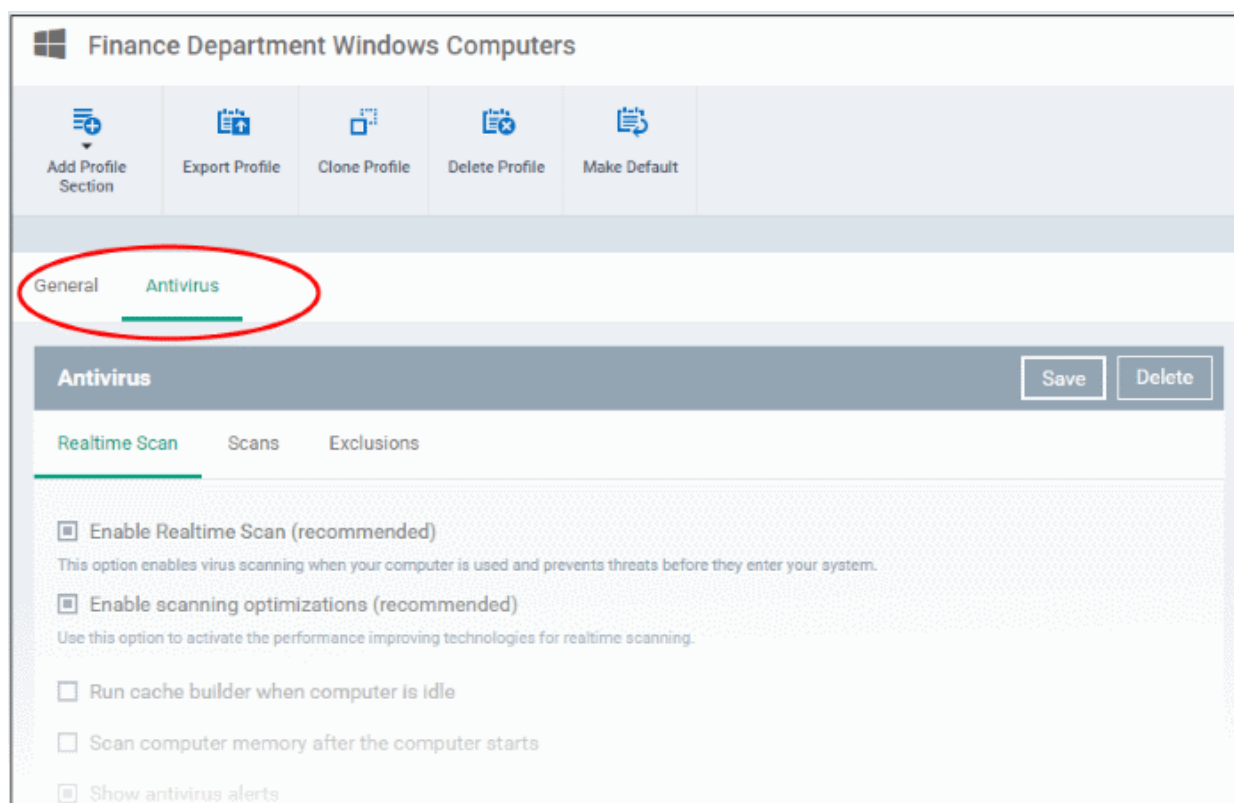 Finance Department Windows Computers
Add Profile
Section
Export Profile
Clone Profile
Delete Profile
Make Default
General
Antivirus
Antivirus
Save
Delete
Realtime Scan
Scans
Exclusions
Enable Realtime Scan (recommended)
This option enables virus scanning when your computer is used and prevents threats before they enter your system.
Enable scanning optimizations (recommended)
Use this option to activate the performance improving technologies for realtime scanning.
Run cache builder when computer is idle
Scan computer memory after the computer starts
Show antivirus alerts